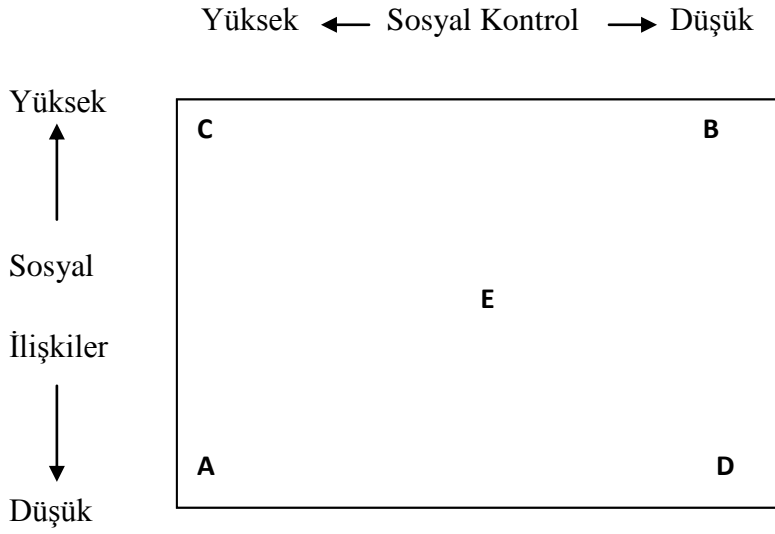 Yüksek Sosyal Kontrol Düşük
Yüksek
C B
Sosyal
E
İlişkiler
A D
Düşük